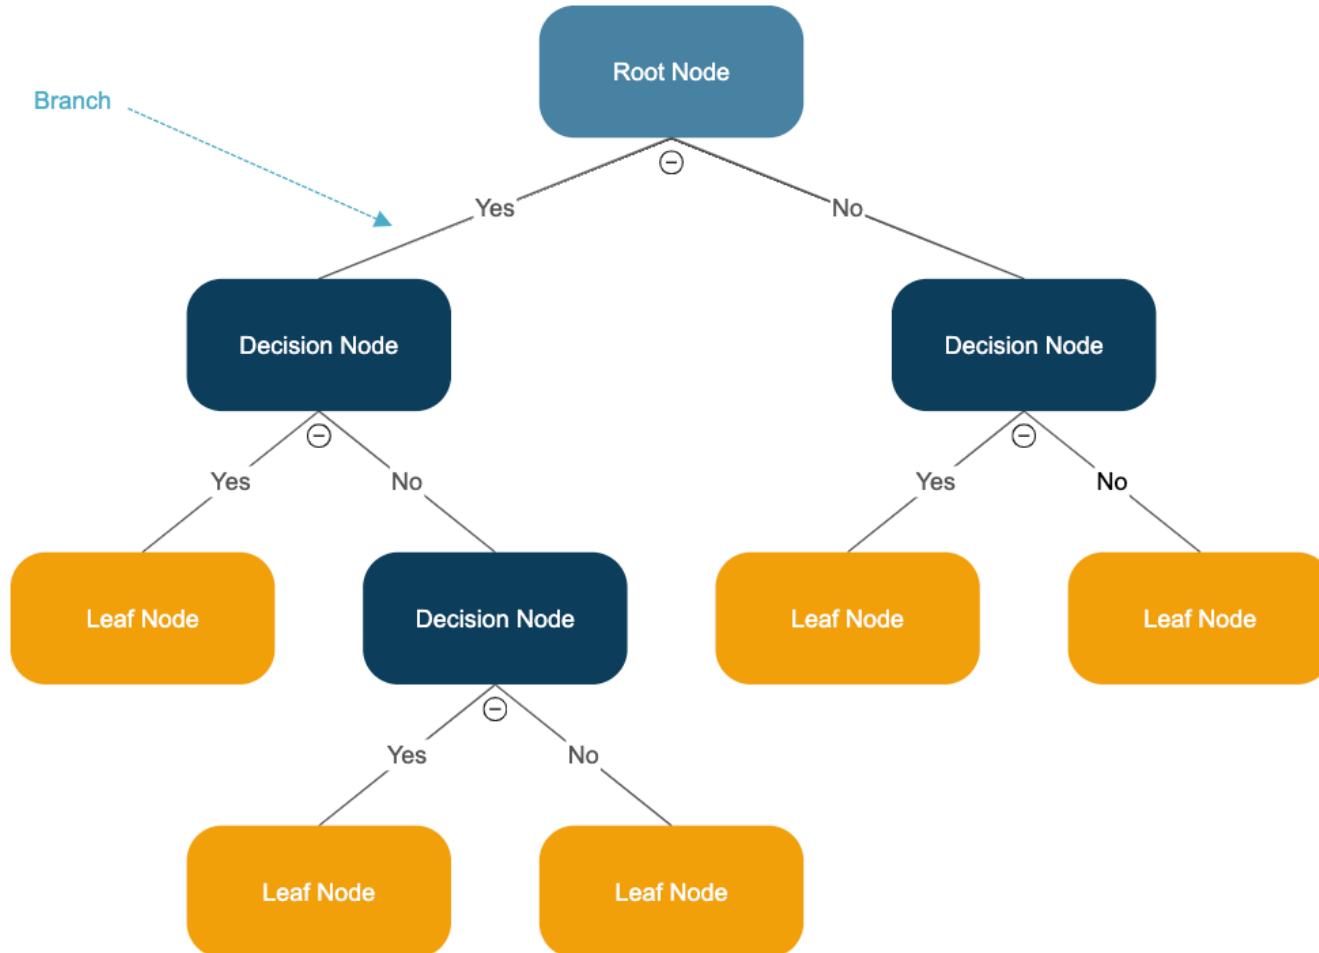 Root Node
Branch
Yes
No
Decision Node
Decision Node
Yes
No
Yes
No
Leaf Node
Decision Node
Leaf Node
Leaf Node
Yes
No
Leaf Node
Leaf Node